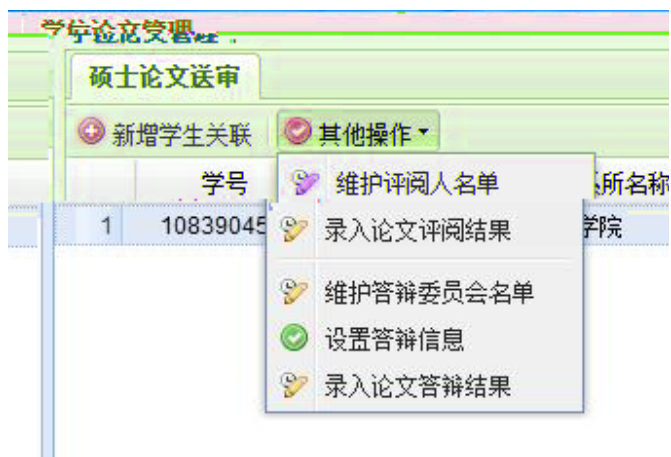 硕士论文送审
新增学生关联 其他操作
学号 维护评阅人名单 所名称
1 10839045 录入论文评阅结果 学院
维护答辩委员会名单
设置答辩信息
录入论文答辩结果